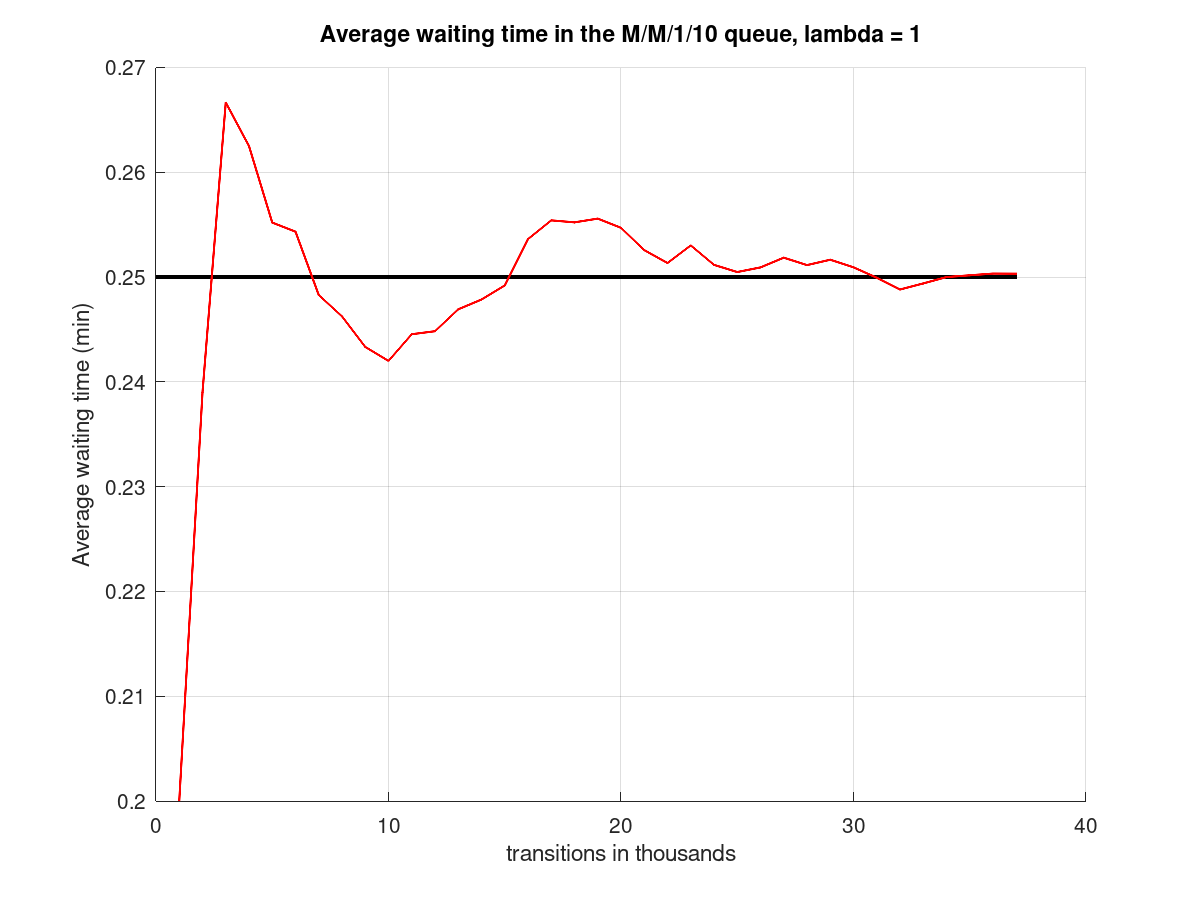 Average waiting time in the M/M/1/10 queue, lambda = 1
0.27
0.26
0.25
0.24
0.23
0.22
0.21
0.2
Average waiting time (min)
0 10 20 30 40
transitions in thousands